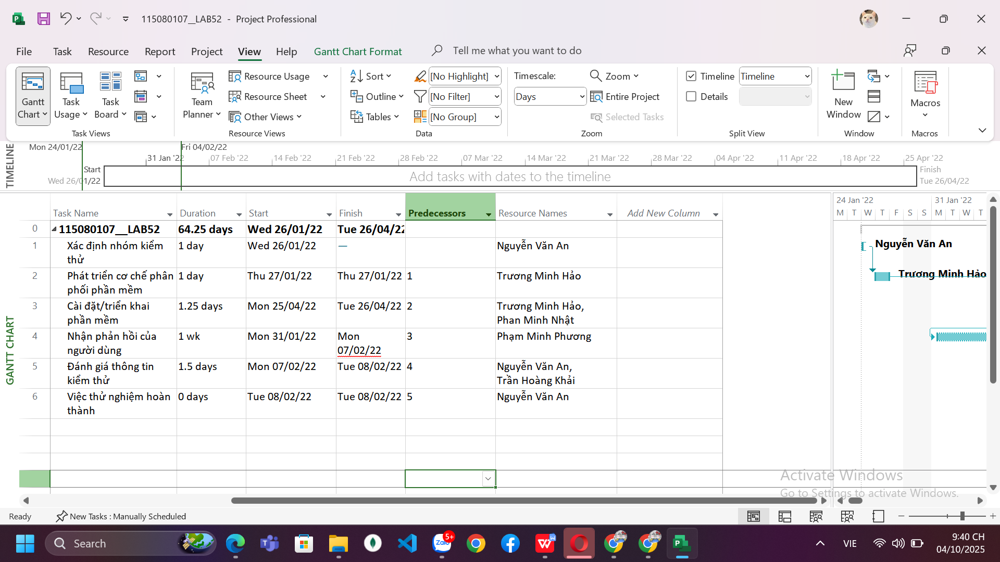 115080107__LAB52 - Project Professional
File Task Resource Report Project View Help Gantt Chart Format Tell me what you want to do
Gantt Chart
Task Usage
Task Board
Task Views
Team Planner
Resource Usage
Resource Sheet
Other Views
Resource Views
Sort
Outline
Tables
[No Highlight]
[No Filter]
[No Group]
Data
Timescale:
Days
Zoom
Entire Project
Selected Tasks
Zoom
Timeline Timeline
Details
Split View
New Window
Window
Macros
Macros
TIMELINE
Mon 24/01/22 Fri 04/02/22
31 Jan '22 07 Feb '22 14 Feb '22 21 Feb '22 28 Feb '22 07 Mar '22 14 Mar '22 21 Mar '22 28 Mar '22 04 Apr '22 11 Apr '22 18 Apr '22 25 Apr '22
Start
Wed 26/01/22
Add tasks with dates to the timeline
Finish
Tue 26/04/22
GANTT CHART
Task Name Duration Start Finish Predecessors Resource Names Add New Column
0 115080107__LAB52 64.25 days Wed 26/01/22 Tue 26/04/22
1 Xác định nhóm kiểm thử 1 day Wed 26/01/22 — Nguyễn Văn An
2 Phát triển cơ chế phân phối phần mềm 1 day Thu 27/01/22 Thu 27/01/22 1 Trương Minh Hảo
3 Cài đặt/triển khai phần mềm 1.25 days Mon 25/04/22 Tue 26/04/22 2 Trương Minh Hảo, Phan Minh Nhật
4 Nhận phản hồi của người dùng 1 wk Mon 31/01/22 Mon 07/02/22 3 Phạm Minh Phương
5 Đánh giá thông tin kiểm thử 1.5 days Mon 07/02/22 Tue 08/02/22 4 Nguyễn Văn An, Trần Hoàng Khải
6 Việc thử nghiệm hoàn thành 0 days Tue 08/02/22 Tue 08/02/22 5 Nguyễn Văn An
24 Jan '22 31 Jan '22
M T W T F S S M T W T
Nguyễn Văn An
Trương Minh Hảo
Activate Windows
Go to Settings to activate Windows.
Ready New Tasks : Manually Scheduled
Search
Zalo 5+
VIE
9:40 CH
04/10/2025